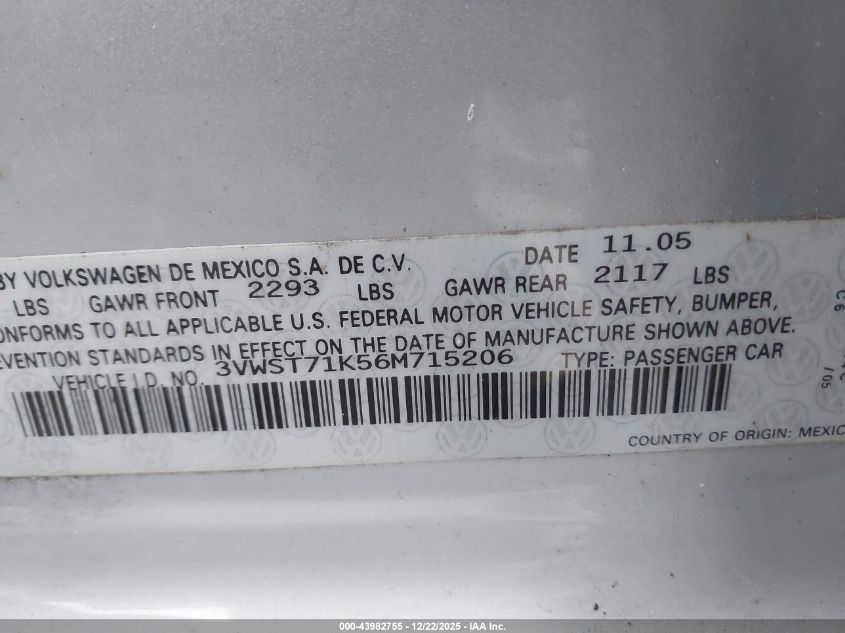 BY VOLKSWAGEN DE MEXICO S.A. DE C.V. DATE 11.05
LBS GAWR FRONT 2293 LBS GAWR REAR 2117 LBS
ONFORMS TO ALL APPLICABLE U.S. FEDERAL MOTOR VEHICLE SAFETY, BUMPER,
EVENTION STANDARDS IN EFFECT ON THE DATE OF MANUFACTURE SHOWN ABOVE.
VEHICLE I.D. NO. 3VWST71K56M715206 TYPE: PASSENGER CAR
COUNTRY OF ORIGIN: MEXIC
/05
000-43982755 - 12/22/2025 - IAA Inc.